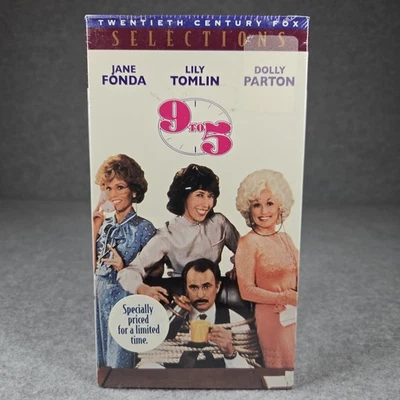 TWENTIETH CENTURY FOX
SELECTIONS
JANE FONDA
LILY TOMLIN
DOLLY PARTON
9 TO 5
Specially
priced
for a limited
time.